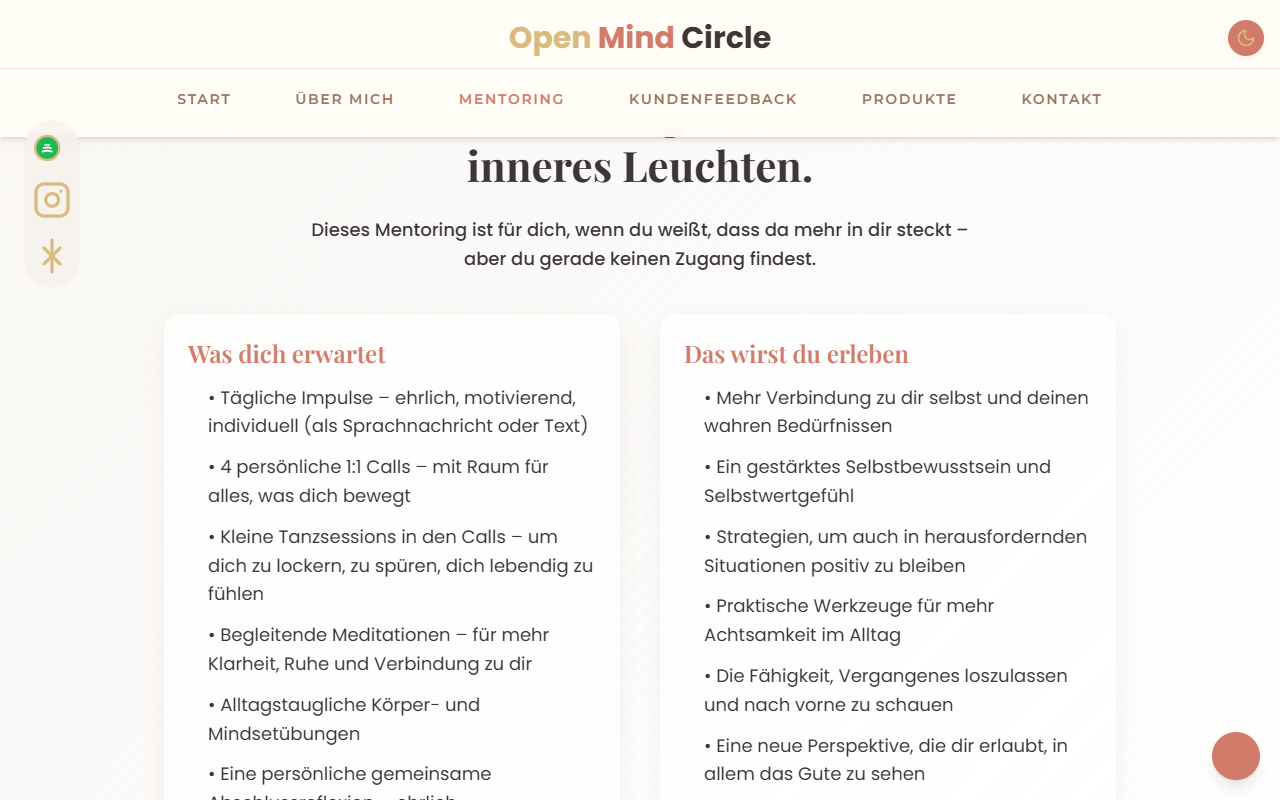 Open Mind Circle
START
ÜBER MICH
MENTORING
KUNDENFEEDBACK
PRODUKTE
KONTAKT
inneres Leuchten.
Dieses Mentoring ist für dich, wenn du weißt, dass da mehr in dir steckt –
aber du gerade keinen Zugang findest.
Was dich erwartet
• Tägliche Impulse – ehrlich, motivierend,
individuell (als Sprachnachricht oder Text)
• 4 persönliche 1:1 Calls – mit Raum für
alles, was dich bewegt
• Kleine Tanzsessions in den Calls – um
dich zu lockern, zu spüren, dich lebendig zu
fühlen
• Begleitende Meditationen – für mehr
Klarheit, Ruhe und Verbindung zu dir
• Alltagstaugliche Körper- und
Mindsetübungen
• Eine persönliche gemeinsame
Abschlussreflexion – ehrlich,
Das wirst du erleben
• Mehr Verbindung zu dir selbst und deinen
wahren Bedürfnissen
• Ein gestärktes Selbstbewusstsein und
Selbstwertgefühl
• Strategien, um auch in herausfordernden
Situationen positiv zu bleiben
• Praktische Werkzeuge für mehr
Achtsamkeit im Alltag
• Die Fähigkeit, Vergangenes loszulassen
und nach vorne zu schauen
• Eine neue Perspektive, die dir erlaubt, in
allem das Gute zu sehen